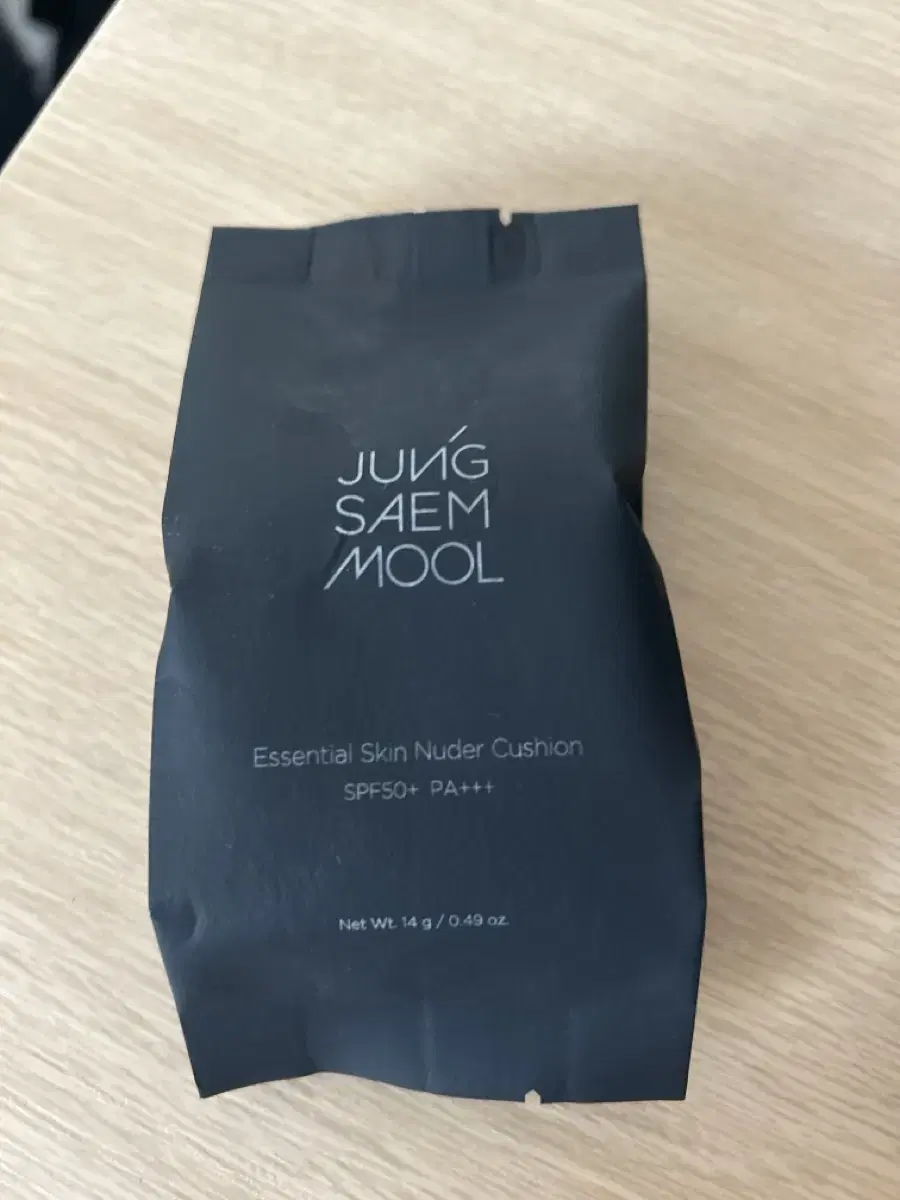 JUNG
SAEM
MOOL
Essential Skin Nuder Cushion
SPF50+ PA+++
Net Wt. 14 g / 0.49 oz.